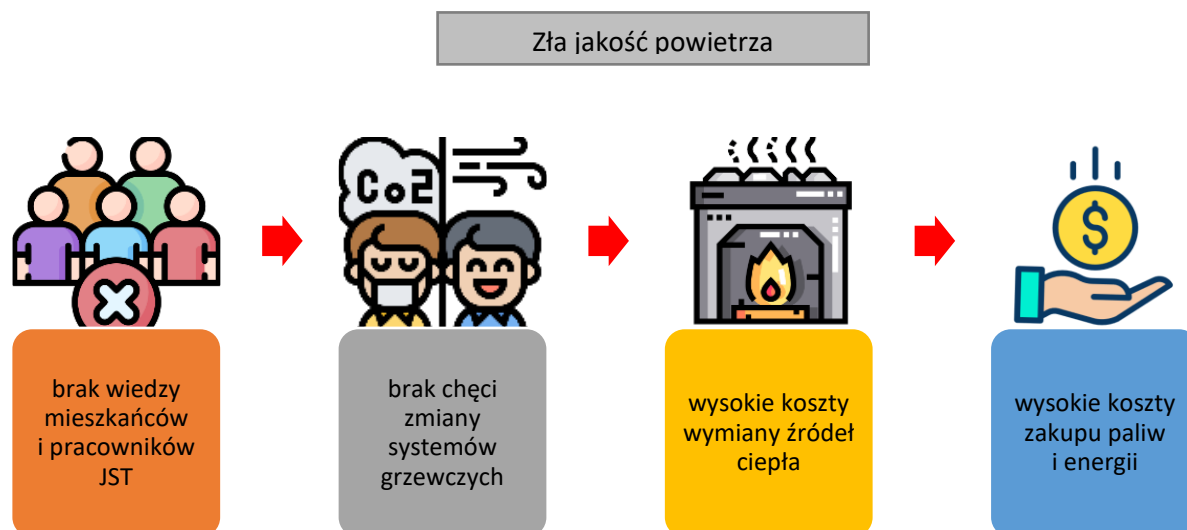 Zła jakość powietrza
Co2
$
brak wiedzy
mieszkańców
i pracowników
JST
brak chęci
zmiany
systemów
grzewczych
wysokie koszty
wymiany źródeł
ciepła
wysokie koszty
zakupu paliw
i energii